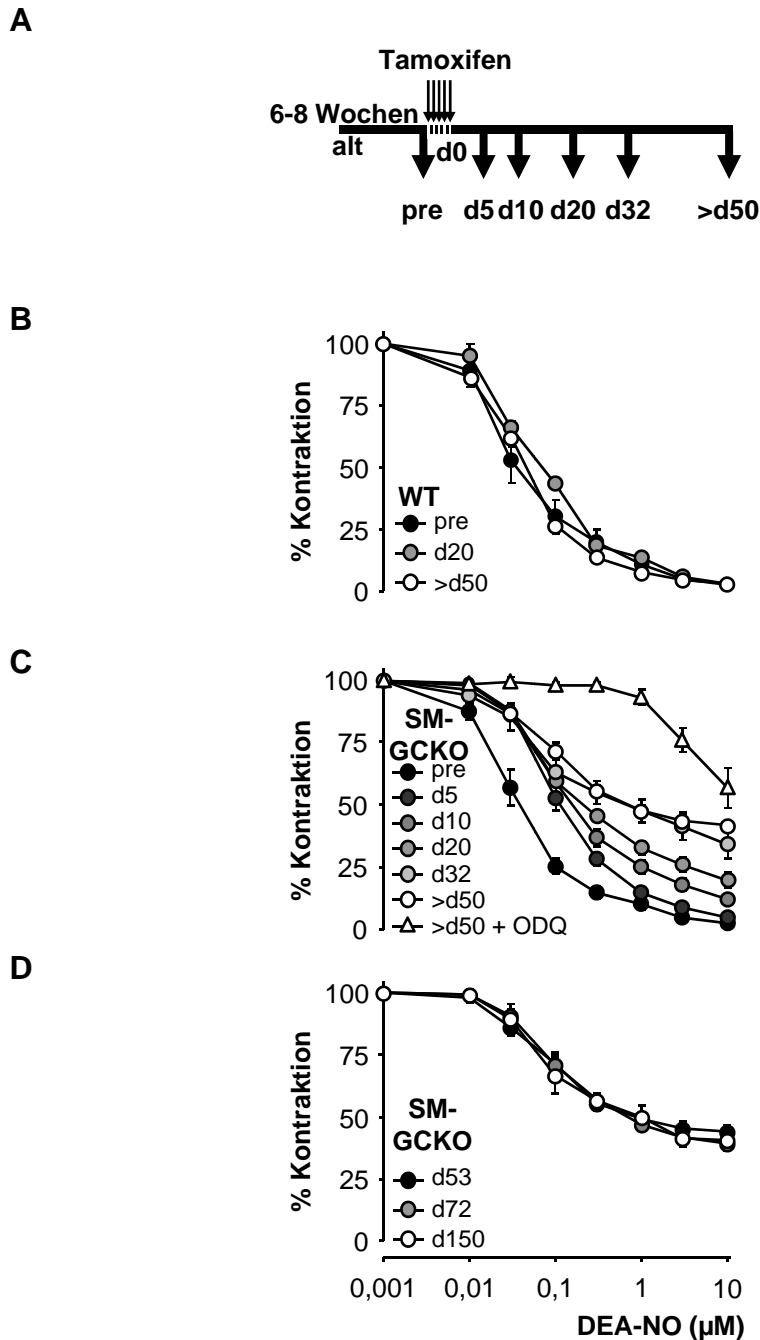 A
Tamoxifen
6-8 Wochen
alt
d0
pre d5 d10 d20 d32 >d50
B
% Kontraktion
100
75
50
25
0
WT
pre
d20
>d50
C
% Kontraktion
100
75
50
25
0
SM-
GCKO
pre
d5
d10
d20
d32
>d50
>d50 + ODQ
D
% Kontraktion
100
75
50
25
0
SM-
GCKO
d53
d72
d150
0,001 0,01 0,1 1 10
DEA-NO (µM)